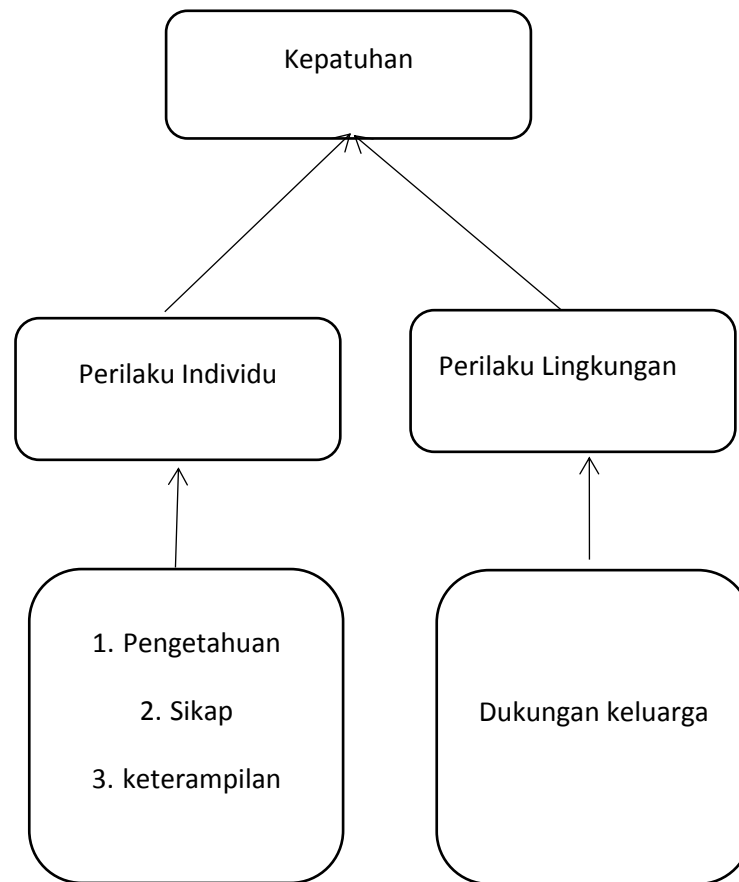 Kepatuhan
Perilaku Individu
Perilaku Lingkungan
1. Pengetahuan
2. Sikap
3. keterampilan
Dukungan keluarga